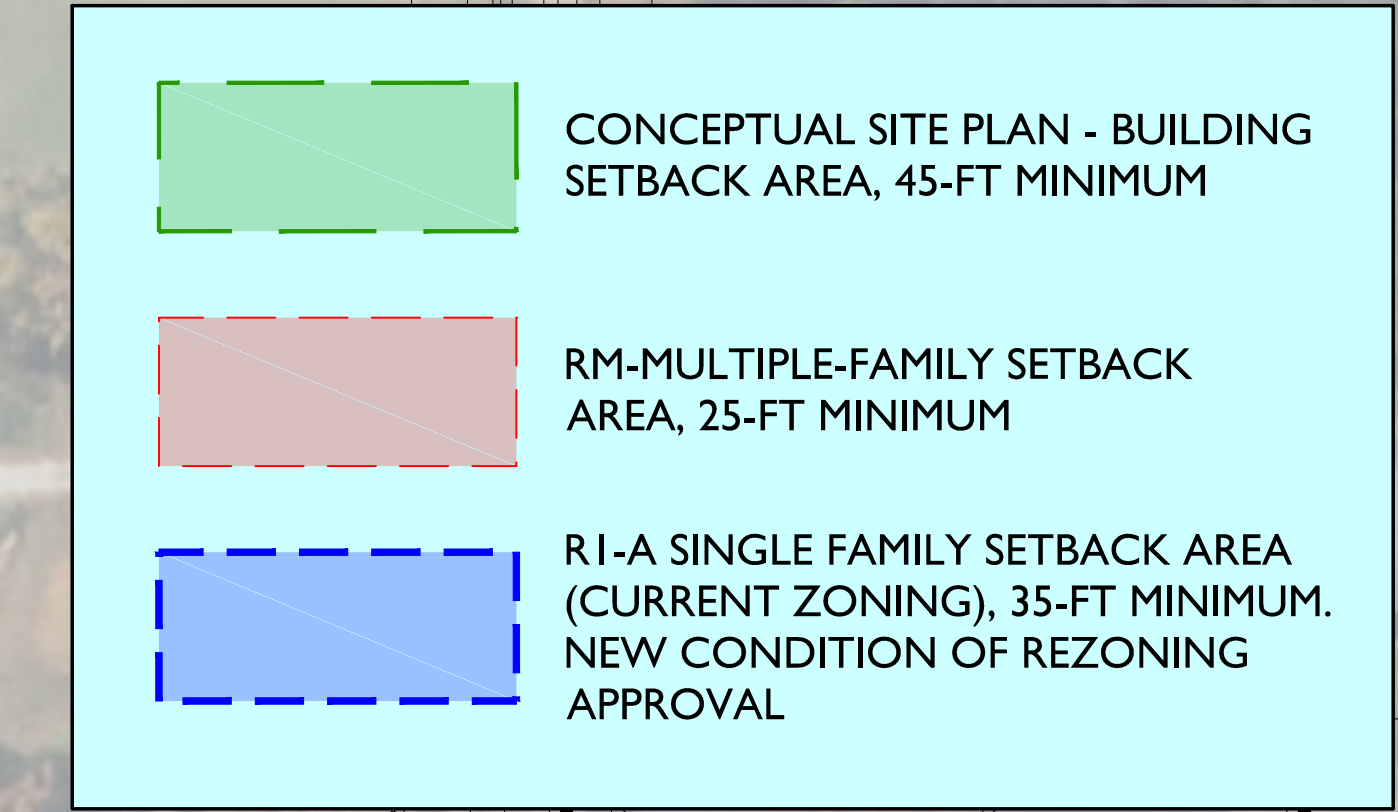 CONCEPTUAL SITE PLAN - BUILDING
SETBACK AREA, 45-FT MINIMUM
RM-MULTIPLE-FAMILY SETBACK
AREA, 25-FT MINIMUM
R1-A SINGLE FAMILY SETBACK AREA
(CURRENT ZONING), 35-FT MINIMUM.
NEW CONDITION OF REZONING
APPROVAL